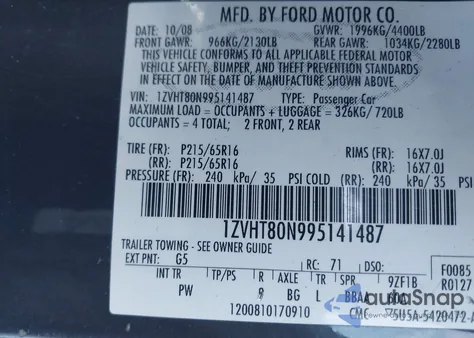 MFD. BY FORD MOTOR CO.
DATE: 10/08 GVWR: 1996KG/4400LB
FRONT GAWR: 966KG/2130LB REAR GAWR: 1034KG/2280LB
THIS VEHICLE CONFORMS TO ALL APPLICABLE FEDERAL MOTOR
VEHICLE SAFETY, BUMPER, AND THEFT PREVENTION STANDARDS
IN EFFECT ON THE DATE OF MANUFACTURE SHOWN ABOVE.
VIN: 1ZVHT80N995141487 TYPE: Passenger Car
MAXIMUM LOAD = OCCUPANTS + LUGGAGE = 326KG/720LB
OCCUPANTS = 4 TOTAL; 2 FRONT, 2 REAR
TIRE (FR): P215/65R16 RIMS (FR): 16X7.0J
(RR): P215/65R16 (RR): 16X7.0J
PRESSURE (FR): 240 kPa/ 35 PSI COLD (RR): 240 kPa/ 35
1ZVHT80N995141487
TRAILER TOWING - SEE OWNER GUIDE
EXT PNT: G5 RC: 71 DSO: F0085
INT TR TP/PS R AXLE TR SPR 9ZF1B R0127
PW 9 BG L BBAA
1200810170910
autoSnap